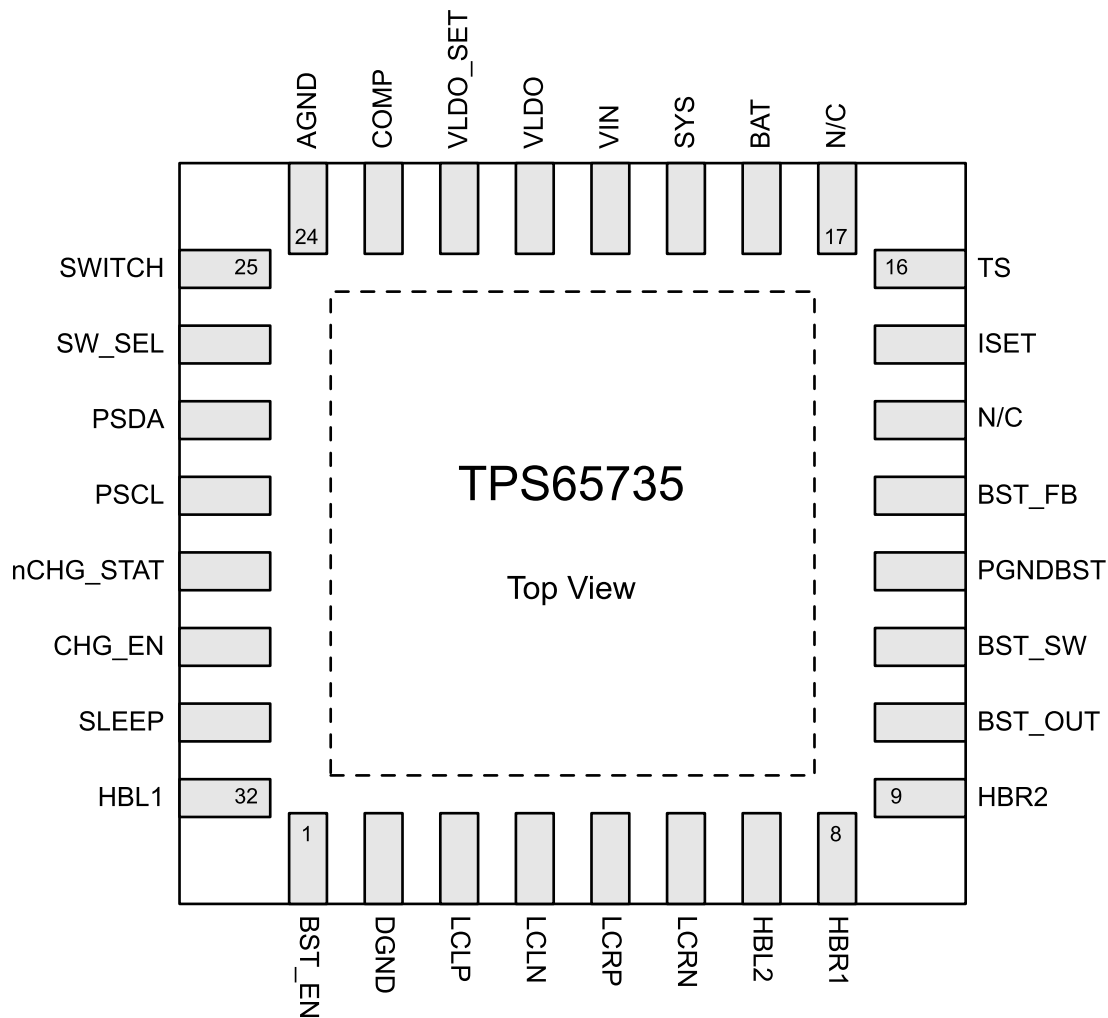 AGND
COMP
VLDO_SET
VLDO
VIN
SYS
BAT
N/C
24
17
SWITCH
25
16
TS
SW_SEL
ISET
PSDA
N/C
PSCL
TPS65735
BST_FB
nCHG_STAT
Top View
PGNDBST
CHG_EN
BST_SW
SLEEP
BST_OUT
HBL1
32
9
HBR2
1
8
BST_EN
DGND
LCLP
LCLN
LCRP
LCRN
HBL2
HBR1